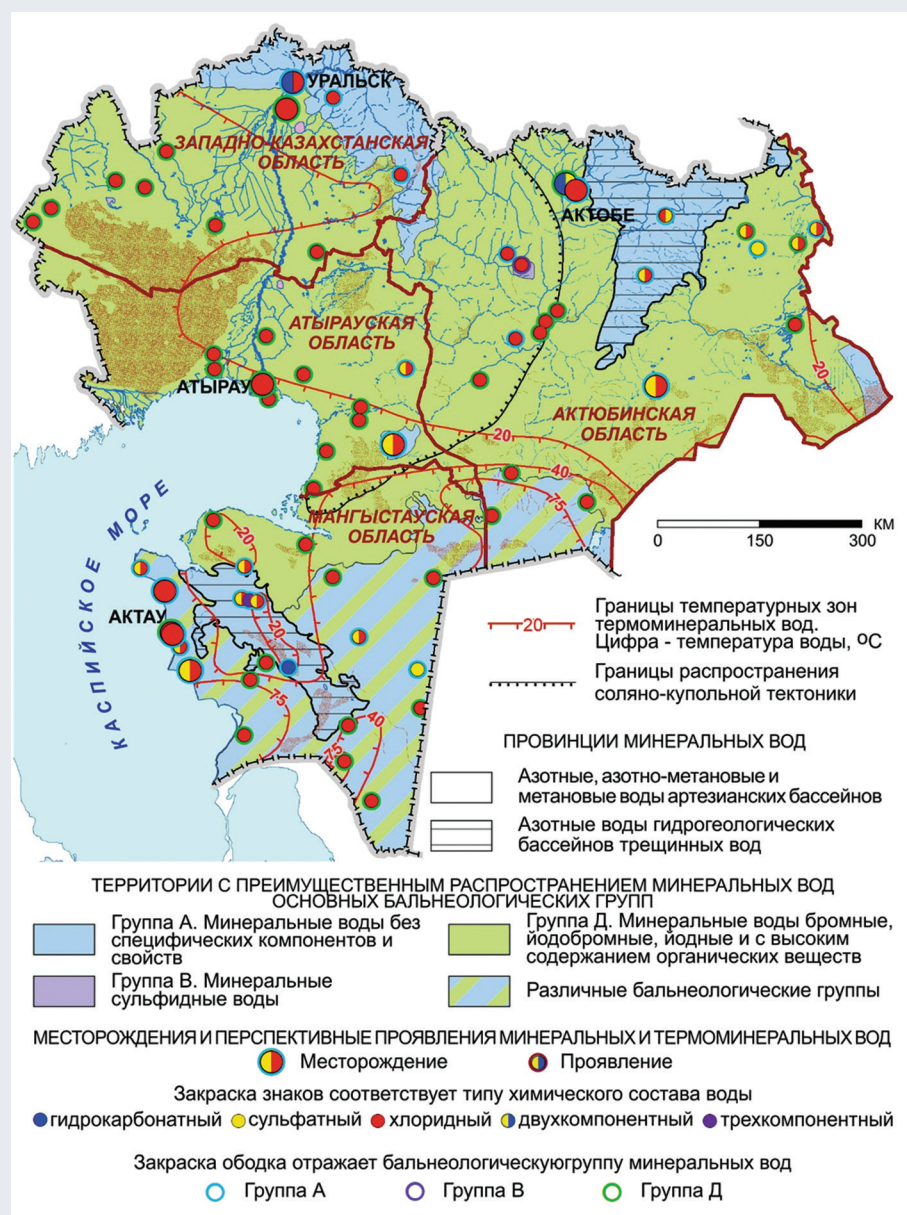 УРАЛЬСК
ЗАПАДНО-КАЗАХСТАНСКАЯ
ОБЛАСТЬ
АКТОБЕ
АТЫРАУСКАЯ
ОБЛАСТЬ
20
АТЫРАУ
АКТЮБИНСКАЯ
ОБЛАСТЬ
20
40
75
МАНГЫСТАУСКАЯ
ОБЛАСТЬ
КАСПИЙСКОЕ МОРЕ
20
АКТАУ
20
75
40
75
0 150 300 КМ
20 Границы температурных зон
термоминеральных вод.
Цифра - температура воды, ºС
Границы распространения
соляно-купольной тектоники
ПРОВИНЦИИ МИНЕРАЛЬНЫХ ВОД
Азотные, азотно-метановые и
метановые воды артезианских бассейнов
Азотные воды гидрогеологических
бассейнов трещинных вод
ТЕРРИТОРИИ С ПРЕИМУЩЕСТВЕННЫМ РАСПРОСТРАНЕНИЕМ МИНЕРАЛЬНЫХ ВОД
ОСНОВНЫХ БАЛЬНЕОЛОГИЧЕСКИХ ГРУПП
Группа А. Минеральные воды без
специфических компонентов и
свойств
Группа В. Минеральные
сульфидные воды
Группа Д. Минеральные воды бромные,
йодобромные, йодные и с высоким
содержанием органических веществ
Различные бальнеологические группы
МЕСТОРОЖДЕНИЯ И ПЕРСПЕКТИВНЫЕ ПРОЯВЛЕНИЯ МИНЕРАЛЬНЫХ И ТЕРМОМИНЕРАЛЬНЫХ ВОД
Месторождение Проявление
Закраска знаков соответствует типу химического состава воды
гидрокарбонатный сульфатный хлоридный двухкомпонентный трехкомпонентный
Закраска ободка отражает бальнеологическуюгруппу минеральных вод
Группа А Группа В Группа Д